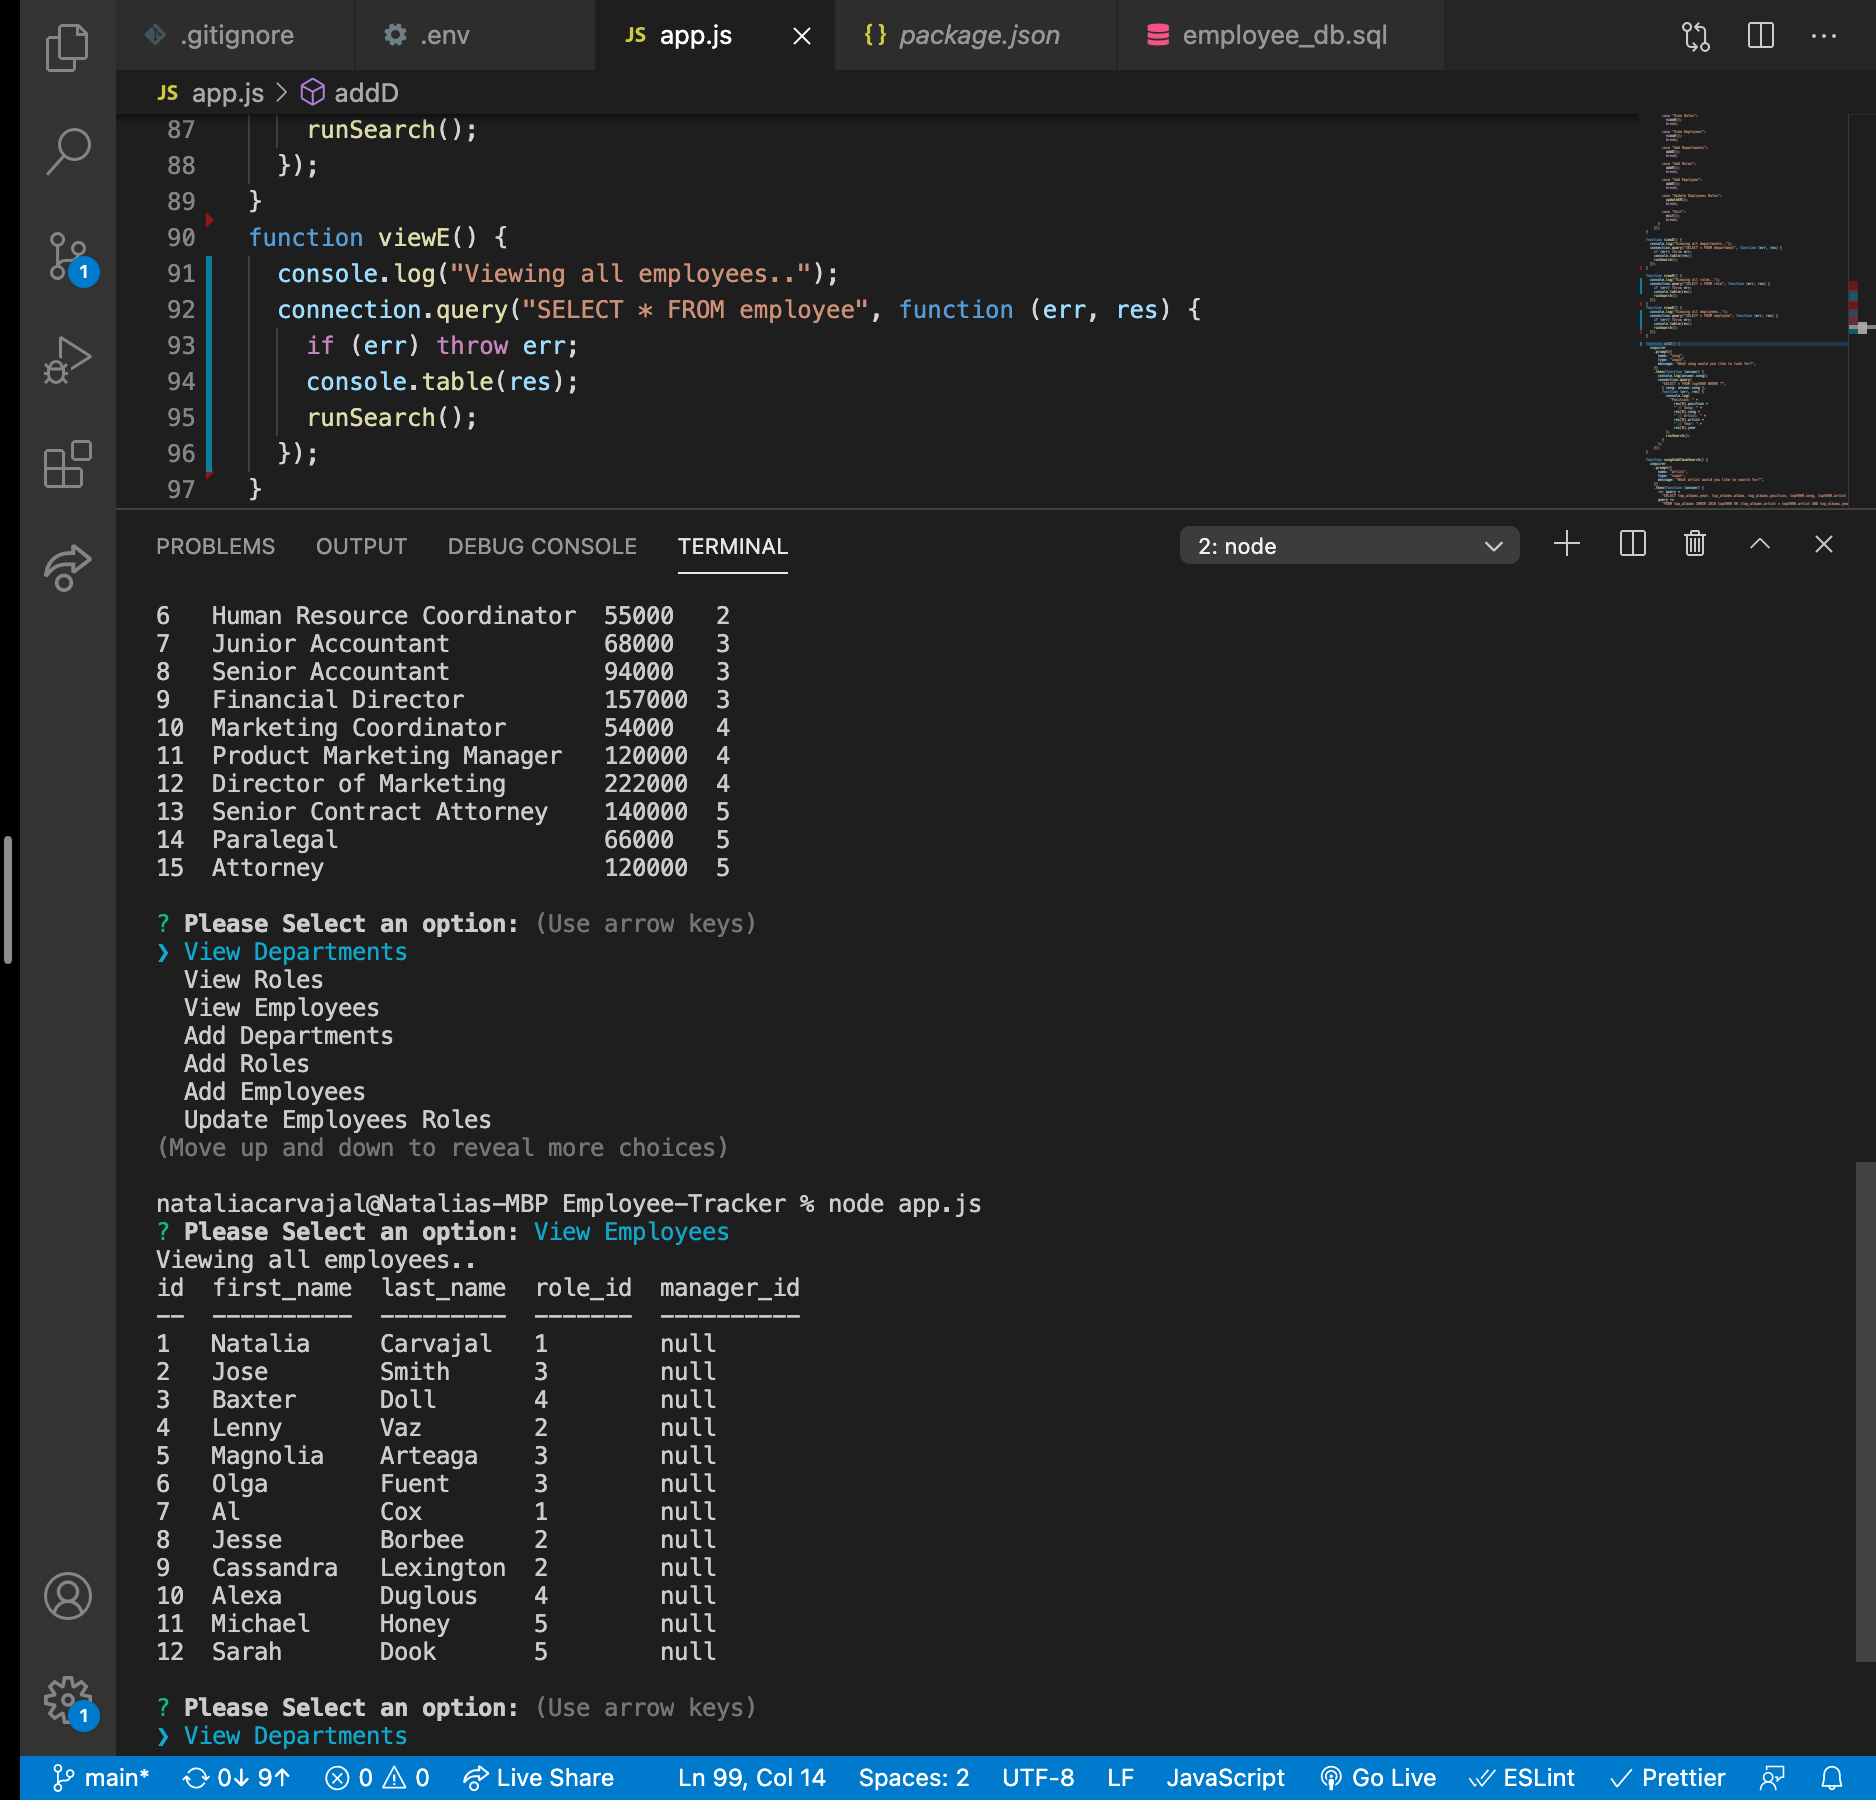 .gitignore
.env
JS app.js
{} package.json
employee_db.sql
JS app.js > addD
87 runSearch();
88 });
89 }
90 function viewE() {
91 console.log("Viewing all employees..");
92 connection.query("SELECT * FROM employee", function (err, res) {
93 if (err) throw err;
94 console.table(res);
95 runSearch();
96 });
97 }
1
PROBLEMS OUTPUT DEBUG CONSOLE TERMINAL
2: node
6 Human Resource Coordinator 55000 2
7 Junior Accountant 68000 3
8 Senior Accountant 94000 3
9 Financial Director 157000 3
10 Marketing Coordinator 54000 4
11 Product Marketing Manager 120000 4
12 Director of Marketing 222000 4
13 Senior Contract Attorney 140000 5
14 Paralegal 66000 5
15 Attorney 120000 5
? Please Select an option: (Use arrow keys)
❯ View Departments
View Roles
View Employees
Add Departments
Add Roles
Add Employees
Update Employees Roles
(Move up and down to reveal more choices)
nataliacarvajal@Natalias-MBP Employee-Tracker % node app.js
? Please Select an option: View Employees
Viewing all employees..
id first_name last_name role_id manager_id
-- ---------- --------- ------- ----------
1 Natalia Carvajal 1 null
2 Jose Smith 3 null
3 Baxter Doll 4 null
4 Lenny Vaz 2 null
5 Magnolia Arteaga 3 null
6 Olga Fuent 3 null
7 Al Cox 1 null
8 Jesse Borbee 2 null
9 Cassandra Lexington 2 null
10 Alexa Duglous 4 null
11 Michael Honey 5 null
12 Sarah Dook 5 null
? Please Select an option: (Use arrow keys)
❯ View Departments
1
main* 0↓ 9↑ 0 0 Live Share Ln 99, Col 14 Spaces: 2 UTF-8 LF JavaScript Go Live ESLint Prettier